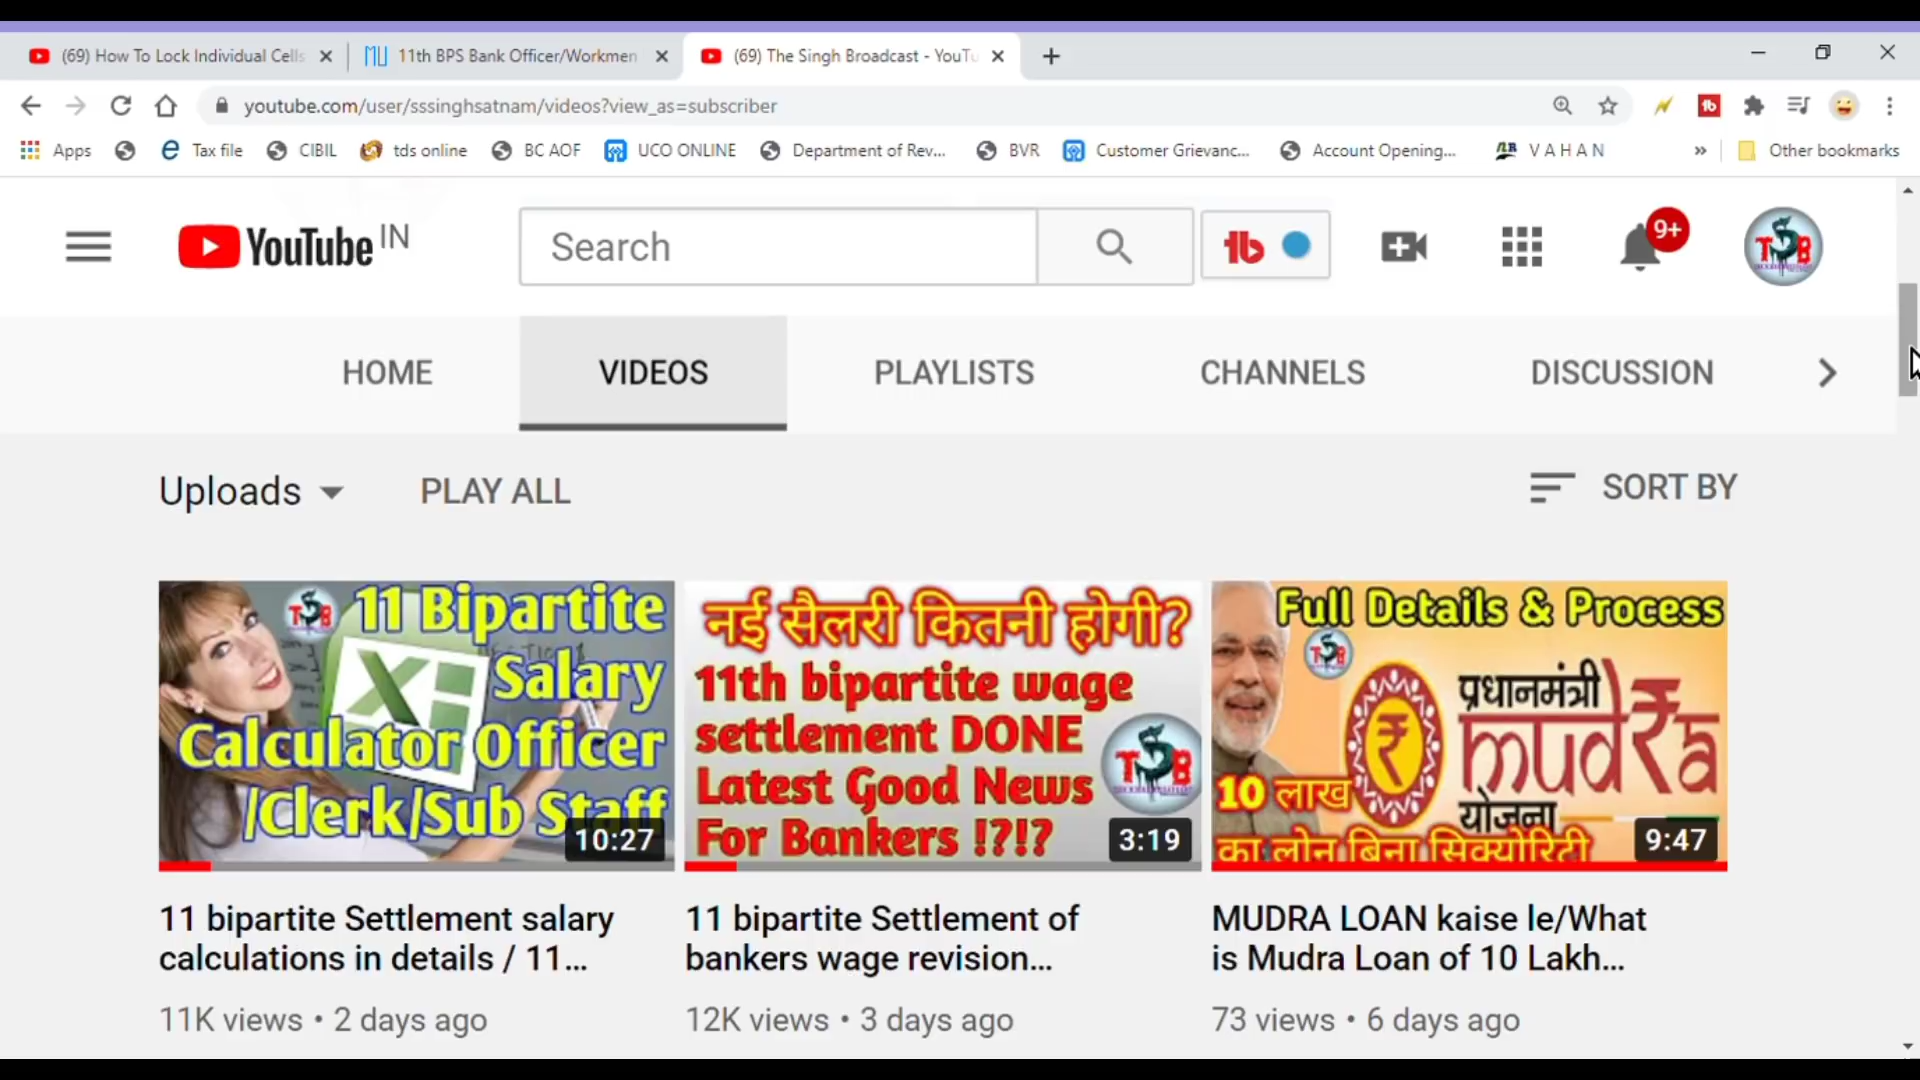 (69) How To Lock Individual Cells
11th BPS Bank Officer/Workmen
(69) The Singh Broadcast - YouTu
youtube.com/user/sssinghsatnam/videos?view_as=subscriber
Apps
Tax file
CIBIL
tds online
BC AOF
UCO ONLINE
Department of Rev...
BVR
Customer Grievanc...
Account Opening...
V A H A N
»
Other bookmarks
YouTube IN
Search
9+
TSB
HOME
VIDEOS
PLAYLISTS
CHANNELS
DISCUSSION
Uploads
PLAY ALL
SORT BY
TSB
11 Bipartite
Salary
Calculator Officer
/Clerk/Sub Staff
10:27
नई सैलरी कितनी होगी?
11th bipartite wage
settlement DONE
Latest Good News
For Bankers !?!?
TSB
3:19
Full Details & Process
TSB
प्रधानमंत्री
mudra
योजना
10 लाख
का लोन बिना सिक्योरिटी
9:47
11 bipartite Settlement salary
calculations in details / 11...
11K views • 2 days ago
11 bipartite Settlement of
bankers wage revision...
12K views • 3 days ago
MUDRA LOAN kaise le/What
is Mudra Loan of 10 Lakh...
73 views • 6 days ago